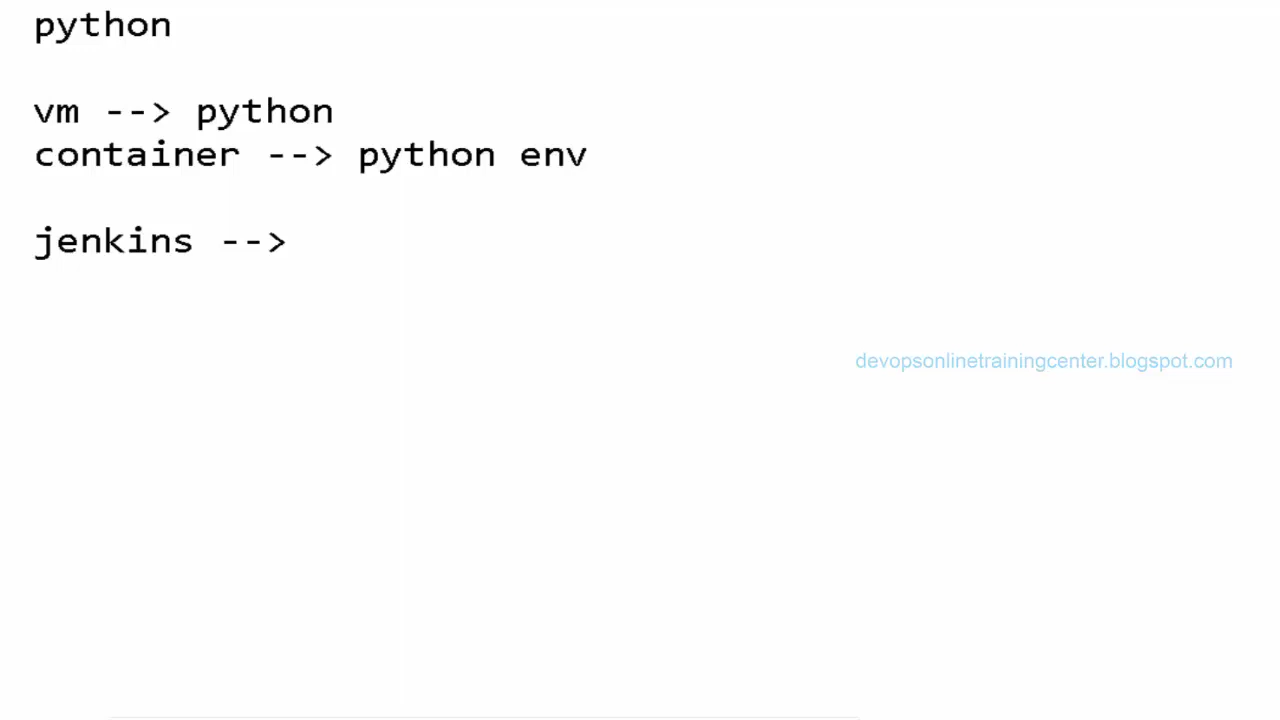 python
vm --> python
container --> python env
jenkins -->
devopsonlinetrainingcenter.blogspot.com